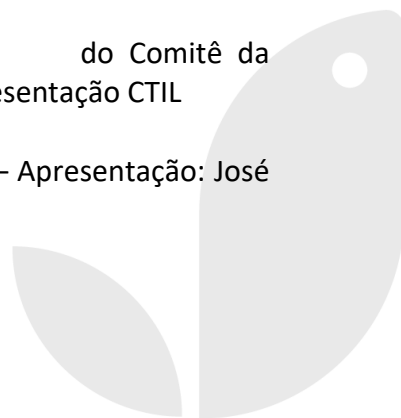 do Comitê da
esentação CTIL
- Apresentação: José